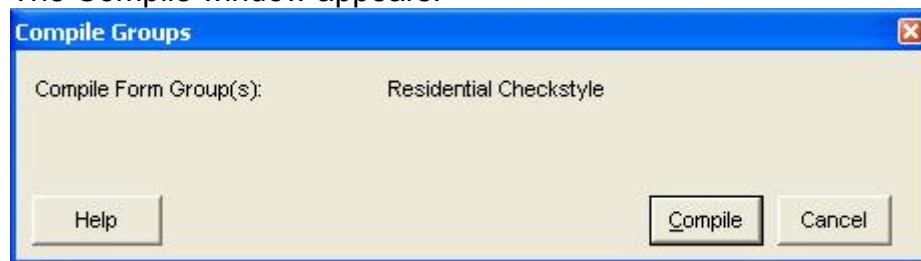 The Compile window appears.
Compile Groups
Compile Form Group(s): Residential Checkstyle
Help Compile Cancel